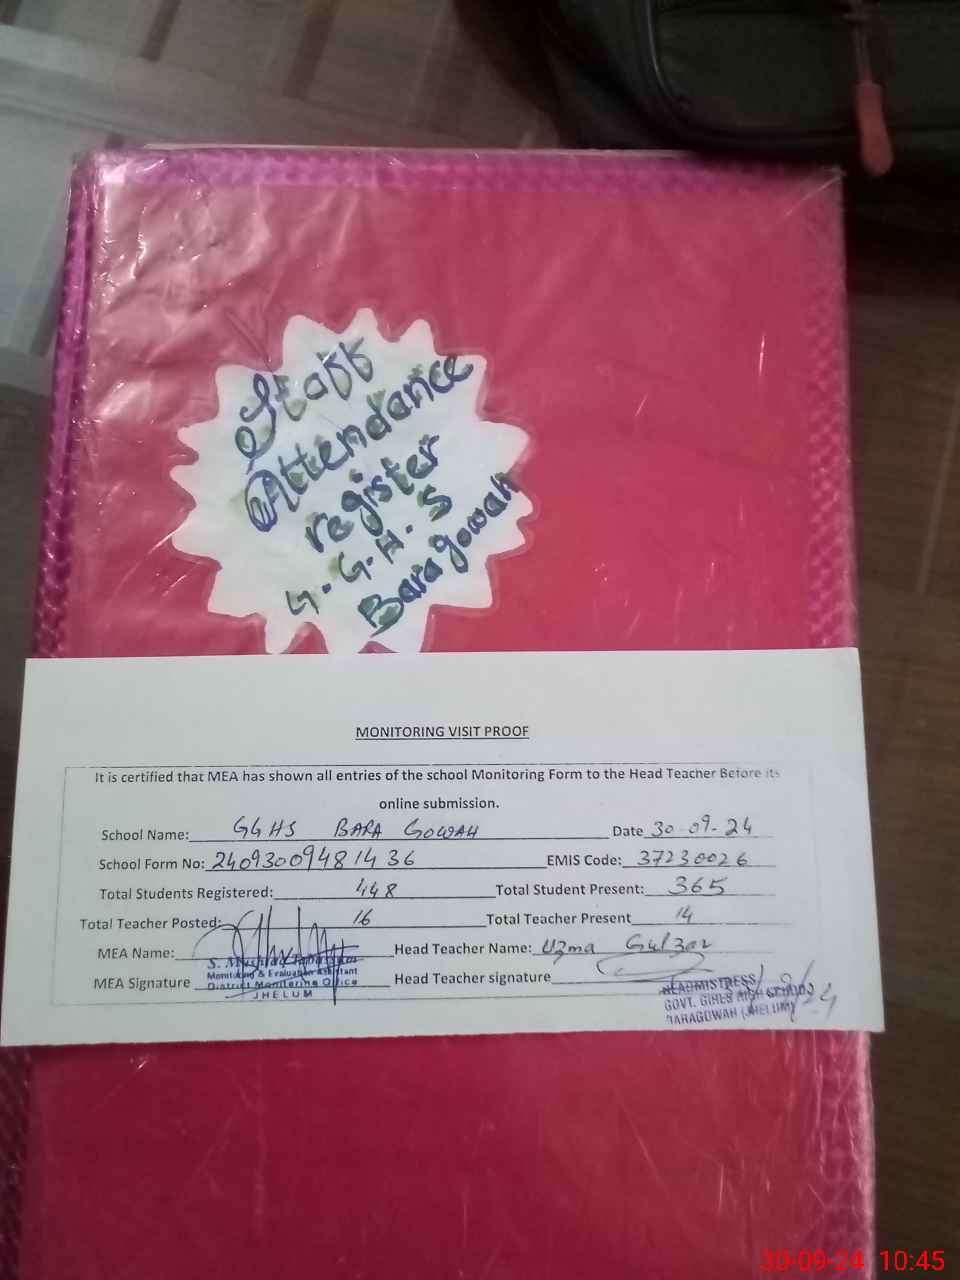 Staff
Attendance
register
G.G.H.S
Baragowah
MONITORING VISIT PROOF
It is certified that MEA has shown all entries of the school Monitoring Form to the Head Teacher Before its
online submission.
School Name: GGHS BARA GOWAH Date 30-09-24
School Form No: 24093009481436 EMIS Code: 37230026
Total Students Registered: 448 Total Student Present: 365
Total Teacher Posted: 16 Total Teacher Present 14
MEA Name: Head Teacher Name: Uzma Gulzar
MEA Signature Head Teacher signature
Monitoring & Evaluation Assistant
District Monitoring Office
JHELUM
HEADMISTRESS
GOVT. GIRLS HIGH SCHOOL
BARAGOWAH (JHELUM)
30-09-24 10:45